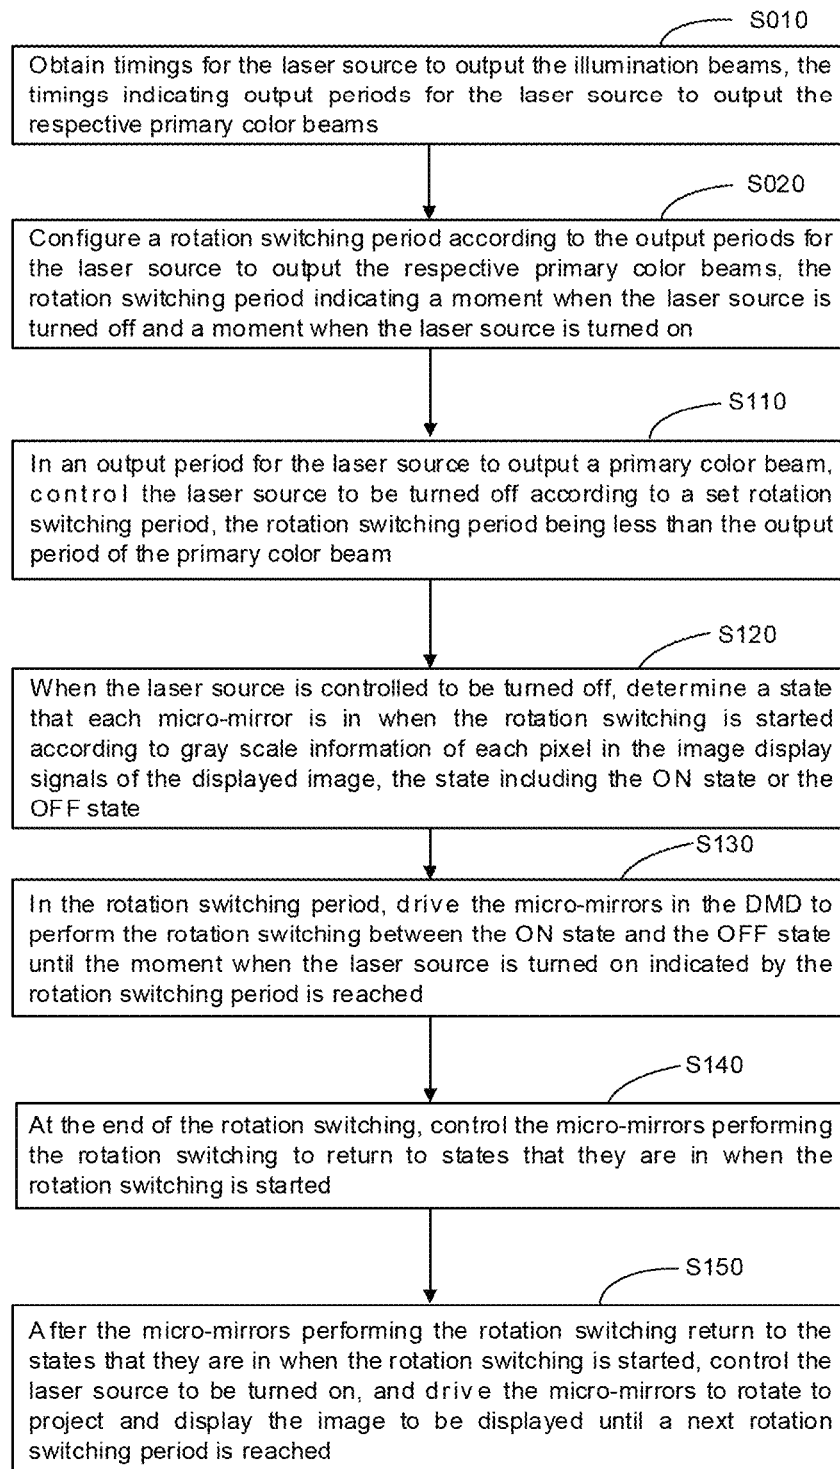 S010
Obtain timings for the laser source to output the illumination beams, the
timings indicating output periods for the laser source to output the
respective primary color beams
S020
Configure a rotation switching period according to the output periods for
the laser source to output the respective primary color beams, the
rotation switching period indicating a moment when the laser source is
turned off and a moment when the laser source is turned on
S110
In an output period for the laser source to output a primary color beam,
control the laser source to be turned off according to a set rotation
switching period, the rotation switching period being less than the output
period of the primary color beam
S120
When the laser source is controlled to be turned off, determine a state
that each micro-mirror is in when the rotation switching is started
according to gray scale information of each pixel in the image display
signals of the displayed image, the state including the ON state or the
OFF state
S130
In the rotation switching period, drive the micro-mirrors in the DMD to
perform the rotation switching between the ON state and the OFF state
until the moment when the laser source is turned on indicated by the
rotation switching period is reached
S140
At the end of the rotation switching, control the micro-mirrors performing
the rotation switching to return to states that they are in when the
rotation switching is started
S150
After the micro-mirrors performing the rotation switching return to the
states that they are in when the rotation switching is started, control the
laser source to be turned on, and drive the micro-mirrors to rotate to
project and display the image to be displayed until a next rotation
switching period is reached